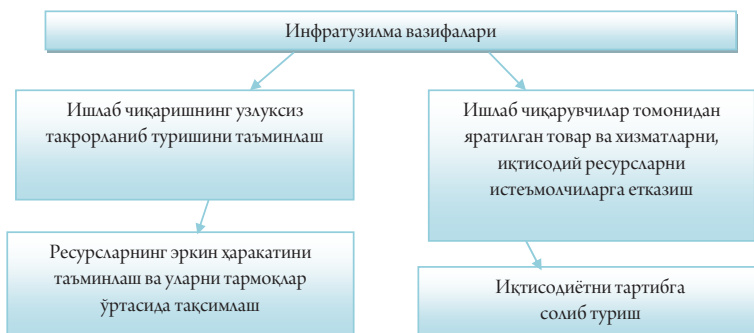 Инфратузилма вазифалари
Ишлаб чиқаришнинг узлуксиз
такрорланиб туришини таъминлаш
Ишлаб чиқарувчилар томонидан
яратилган товар ва хизматларни,
иқтисодий ресурсларни
истеъмолчиларга етказиш
Ресурсларнинг эркин ҳаракатини
таъминлаш ва уларни тармоқлар
ўртасида тақсимлаш
Иқтисодиётни тартибга
солиб туриш